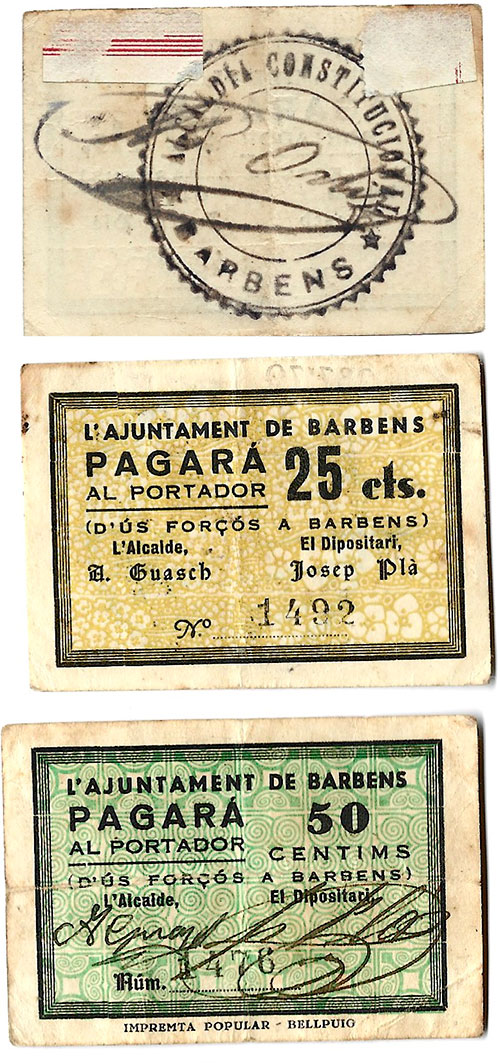 ALCALDÍA CONSTITUCIONAL
BARBENS
L'AJUNTAMENT DE BARBENS
PAGARÁ 25 cts.
AL PORTADOR
(D'ÚS FORÇÓS A BARBENS)
L'Alcalde, El Dipositari,
A. Guasch Josep Plà
Nº 1492
L'AJUNTAMENT DE BARBENS
PAGARÁ 50
AL PORTADOR CENTIMS
(D'ÚS FORÇÓS A BARBENS)
L'Alcalde, El Dipositari,
Núm. 1476
IMPREMTA POPULAR - BELLPUIG